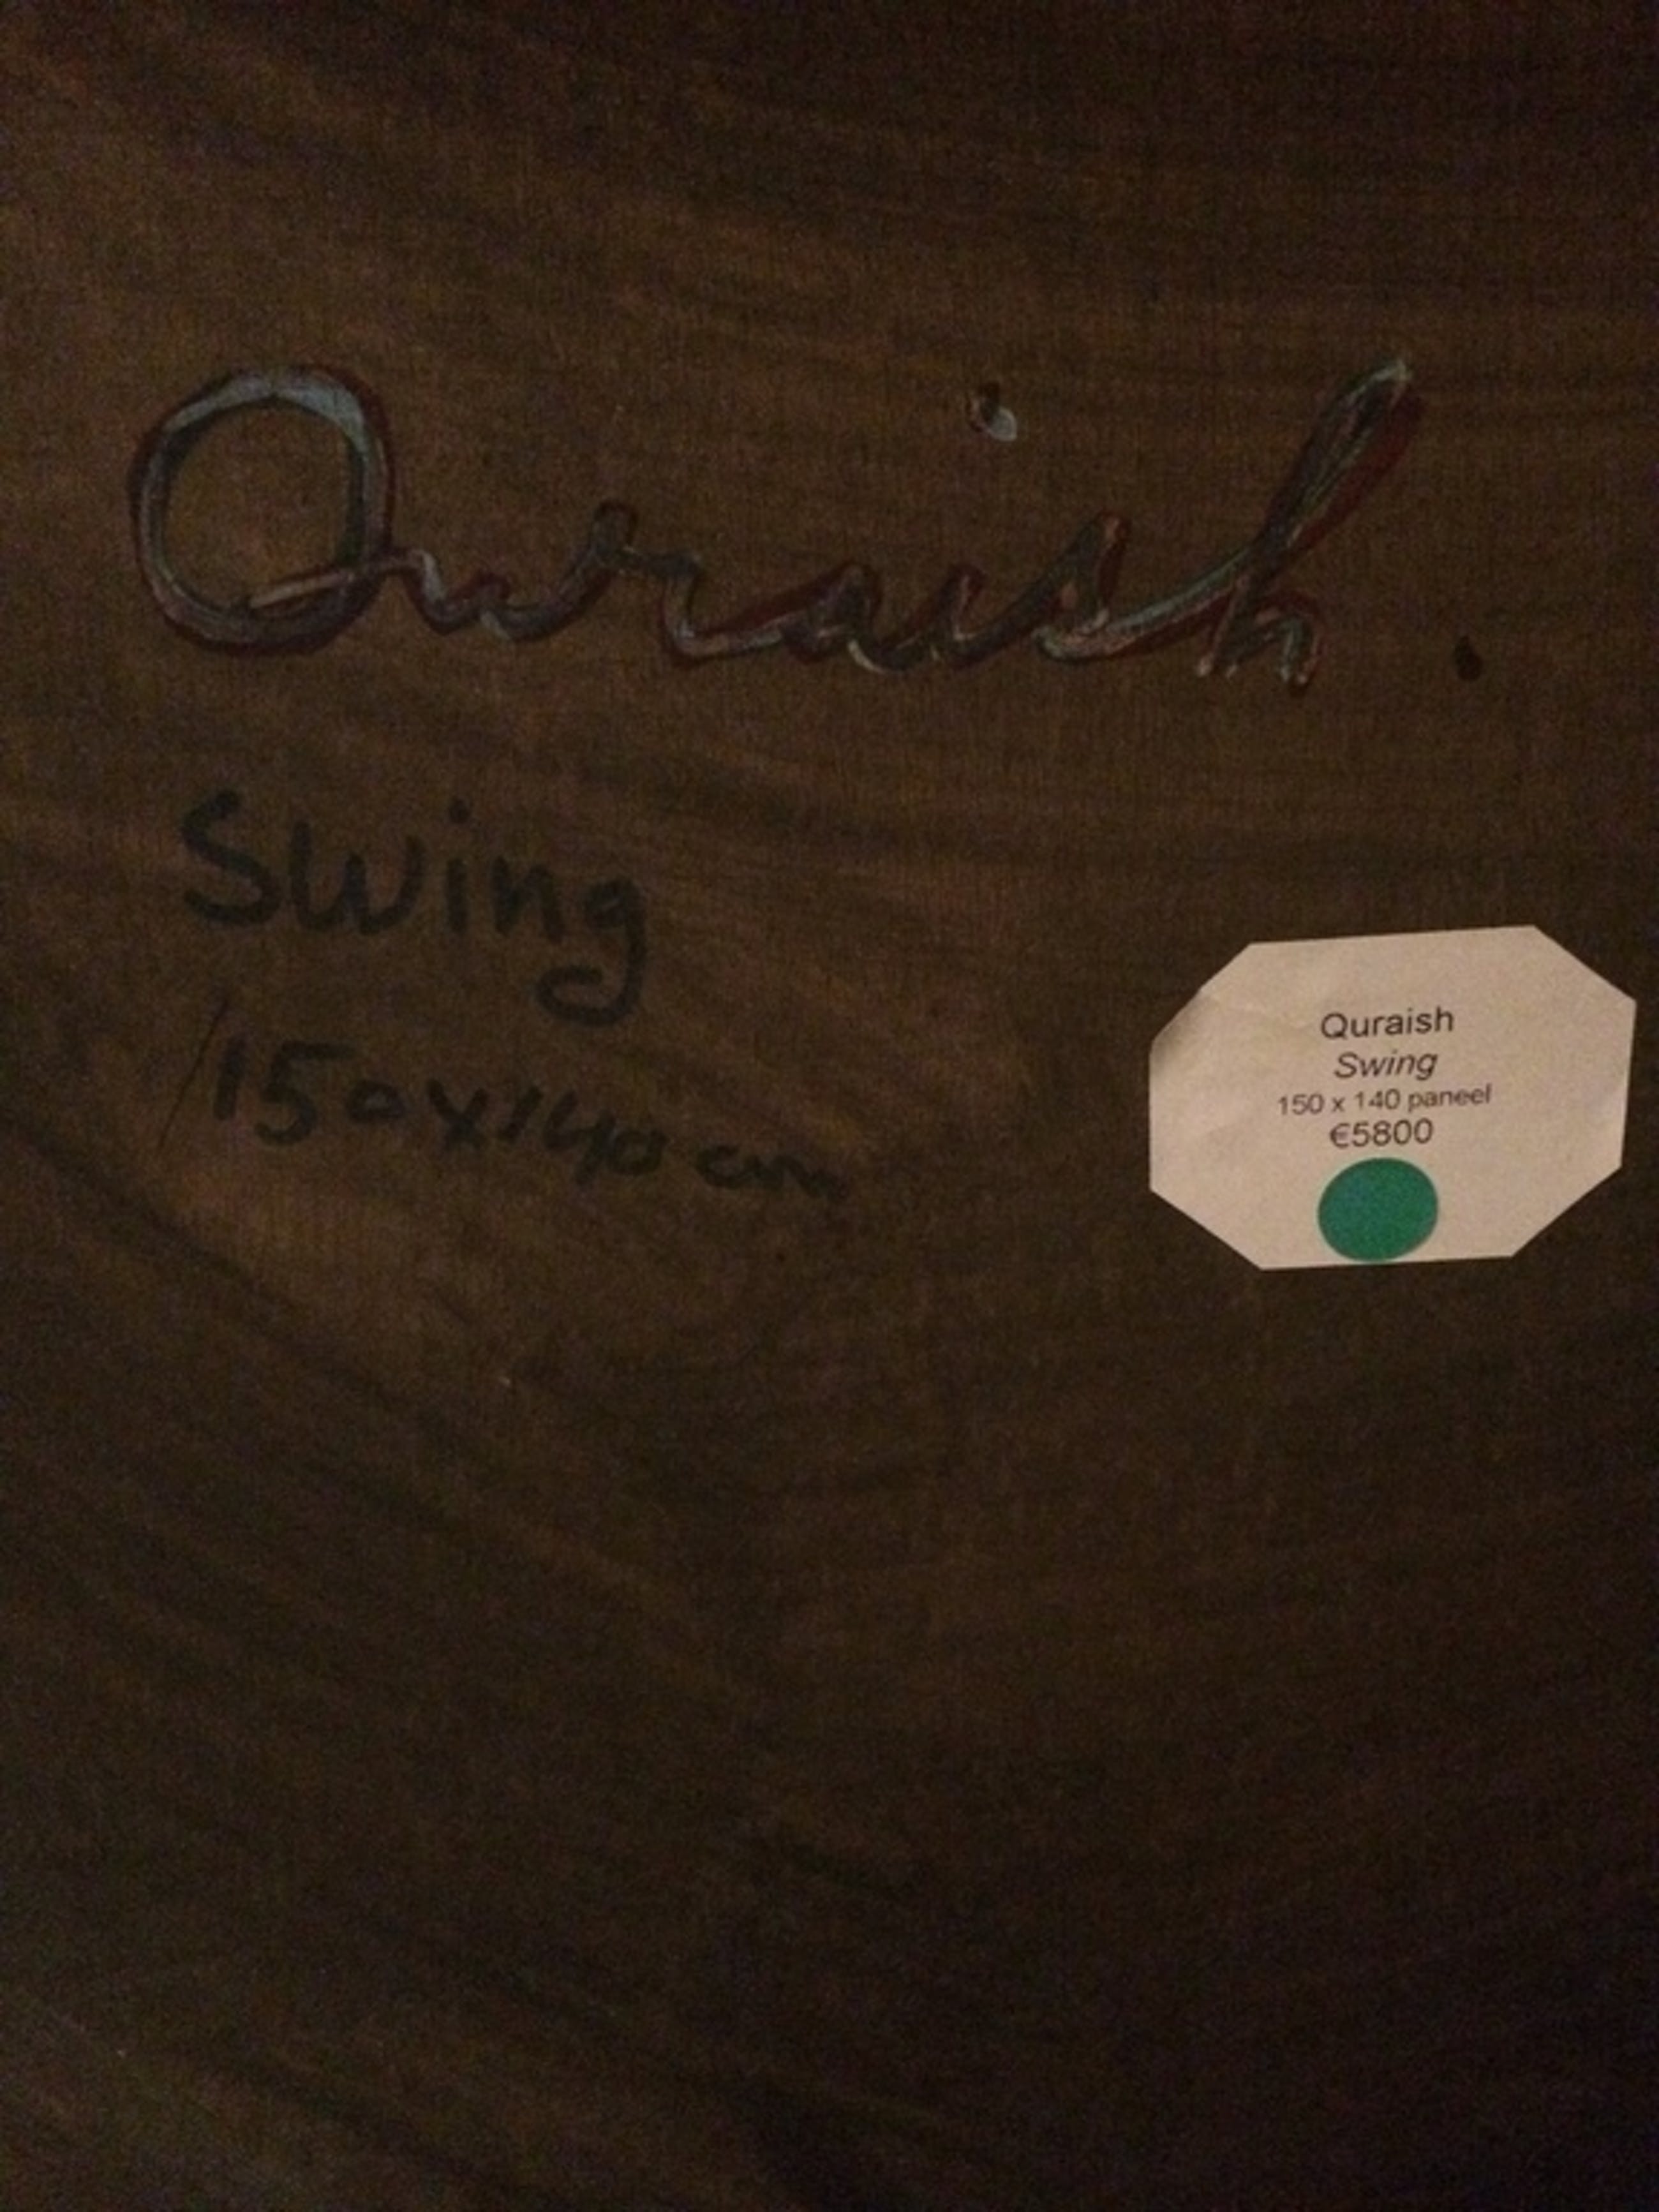 Quraish.
Swing
150x140 cm
Quraish
Swing
150 x 140 paneel
€5800